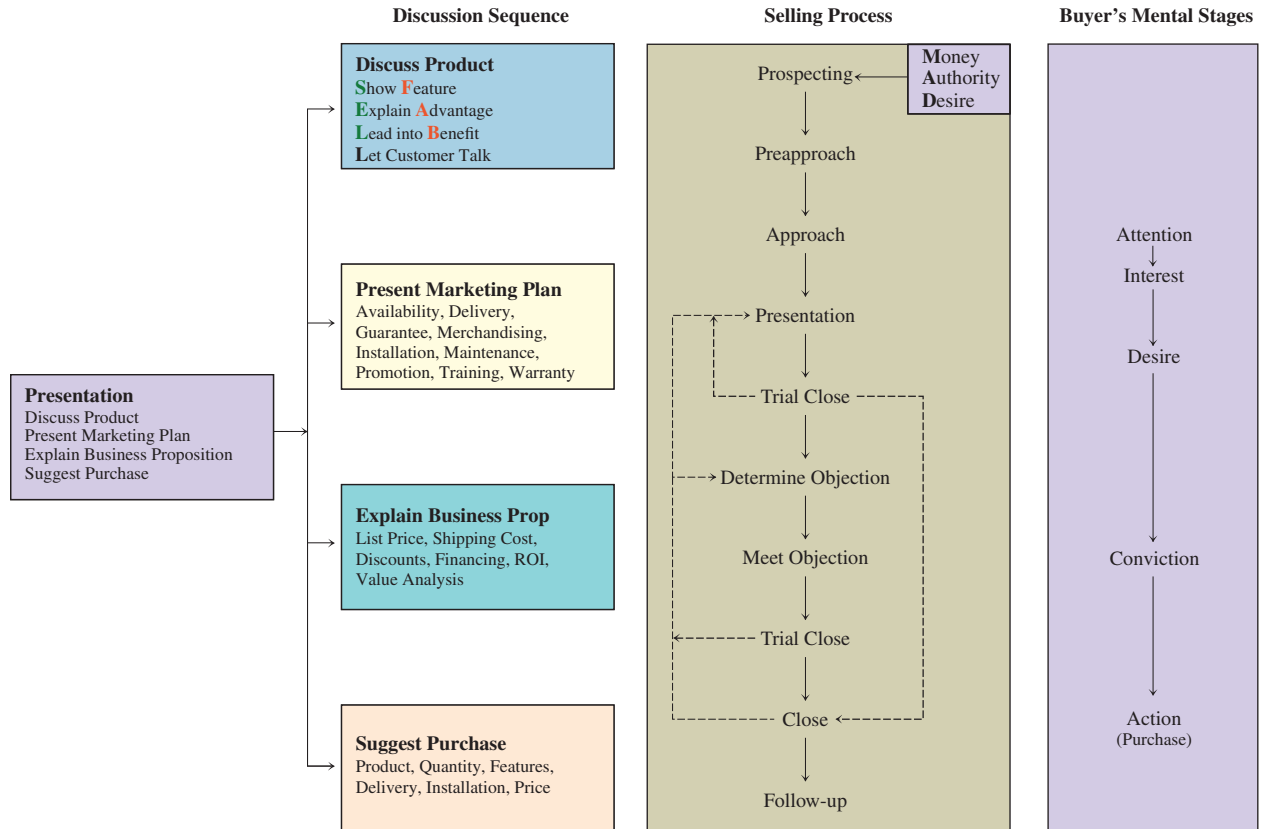 Discussion Sequence
Selling Process
Buyer's Mental Stages
Presentation
Discuss Product
Present Marketing Plan
Explain Business Proposition
Suggest Purchase
Discuss Product
Show Feature
Explain Advantage
Lead into Benefit
Let Customer Talk
Present Marketing Plan
Availability, Delivery,
Guarantee, Merchandising,
Installation, Maintenance,
Promotion, Training, Warranty
Explain Business Prop
List Price, Shipping Cost,
Discounts, Financing, ROI,
Value Analysis
Suggest Purchase
Product, Quantity, Features,
Delivery, Installation, Price
Money
Authority
Desire
Prospecting
Preapproach
Approach
Presentation
Trial Close
Determine Objection
Meet Objection
Trial Close
Close
Follow-up
Attention
Interest
Desire
Conviction
Action
(Purchase)